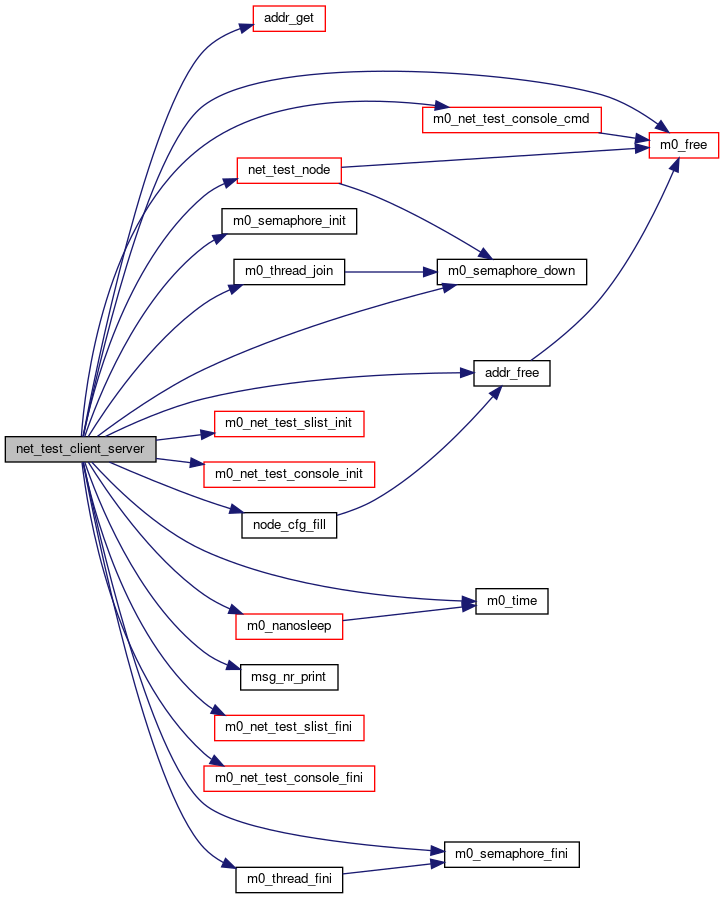 addr_get
m0_net_test_console_cmd
m0_free
net_test_node
m0_semaphore_init
m0_thread_join
m0_semaphore_down
addr_free
m0_net_test_slist_init
net_test_client_server
m0_net_test_console_init
node_cfg_fill
m0_time
m0_nanosleep
msg_nr_print
m0_net_test_slist_fini
m0_net_test_console_fini
m0_semaphore_fini
m0_thread_fini